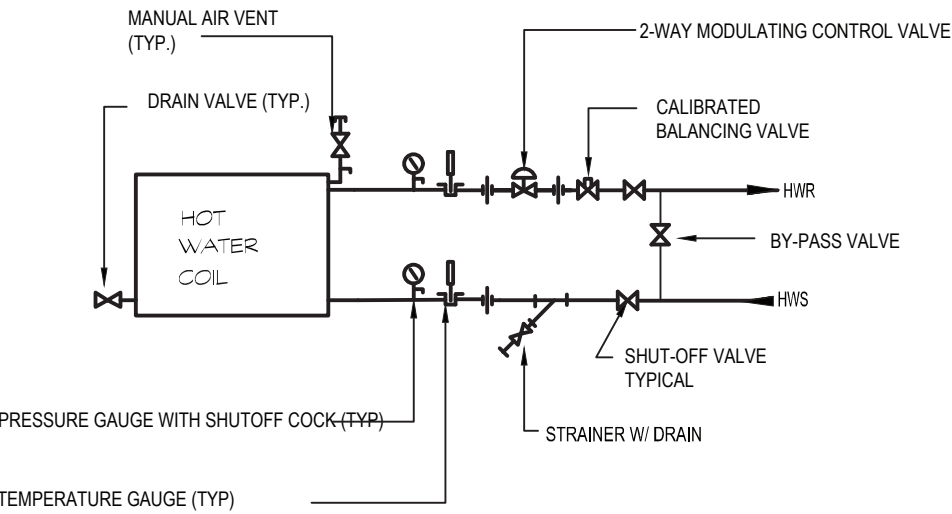 MANUAL AIR VENT
(TYP.)
2-WAY MODULATING CONTROL VALVE
DRAIN VALVE (TYP.)
CALIBRATED
BALANCING VALVE
HOT
WATER
COIL
HWR
BY-PASS VALVE
HWS
SHUT-OFF VALVE
TYPICAL
PRESSURE GAUGE WITH SHUTOFF COCK (TYP)
STRAINER W/ DRAIN
TEMPERATURE GAUGE (TYP)